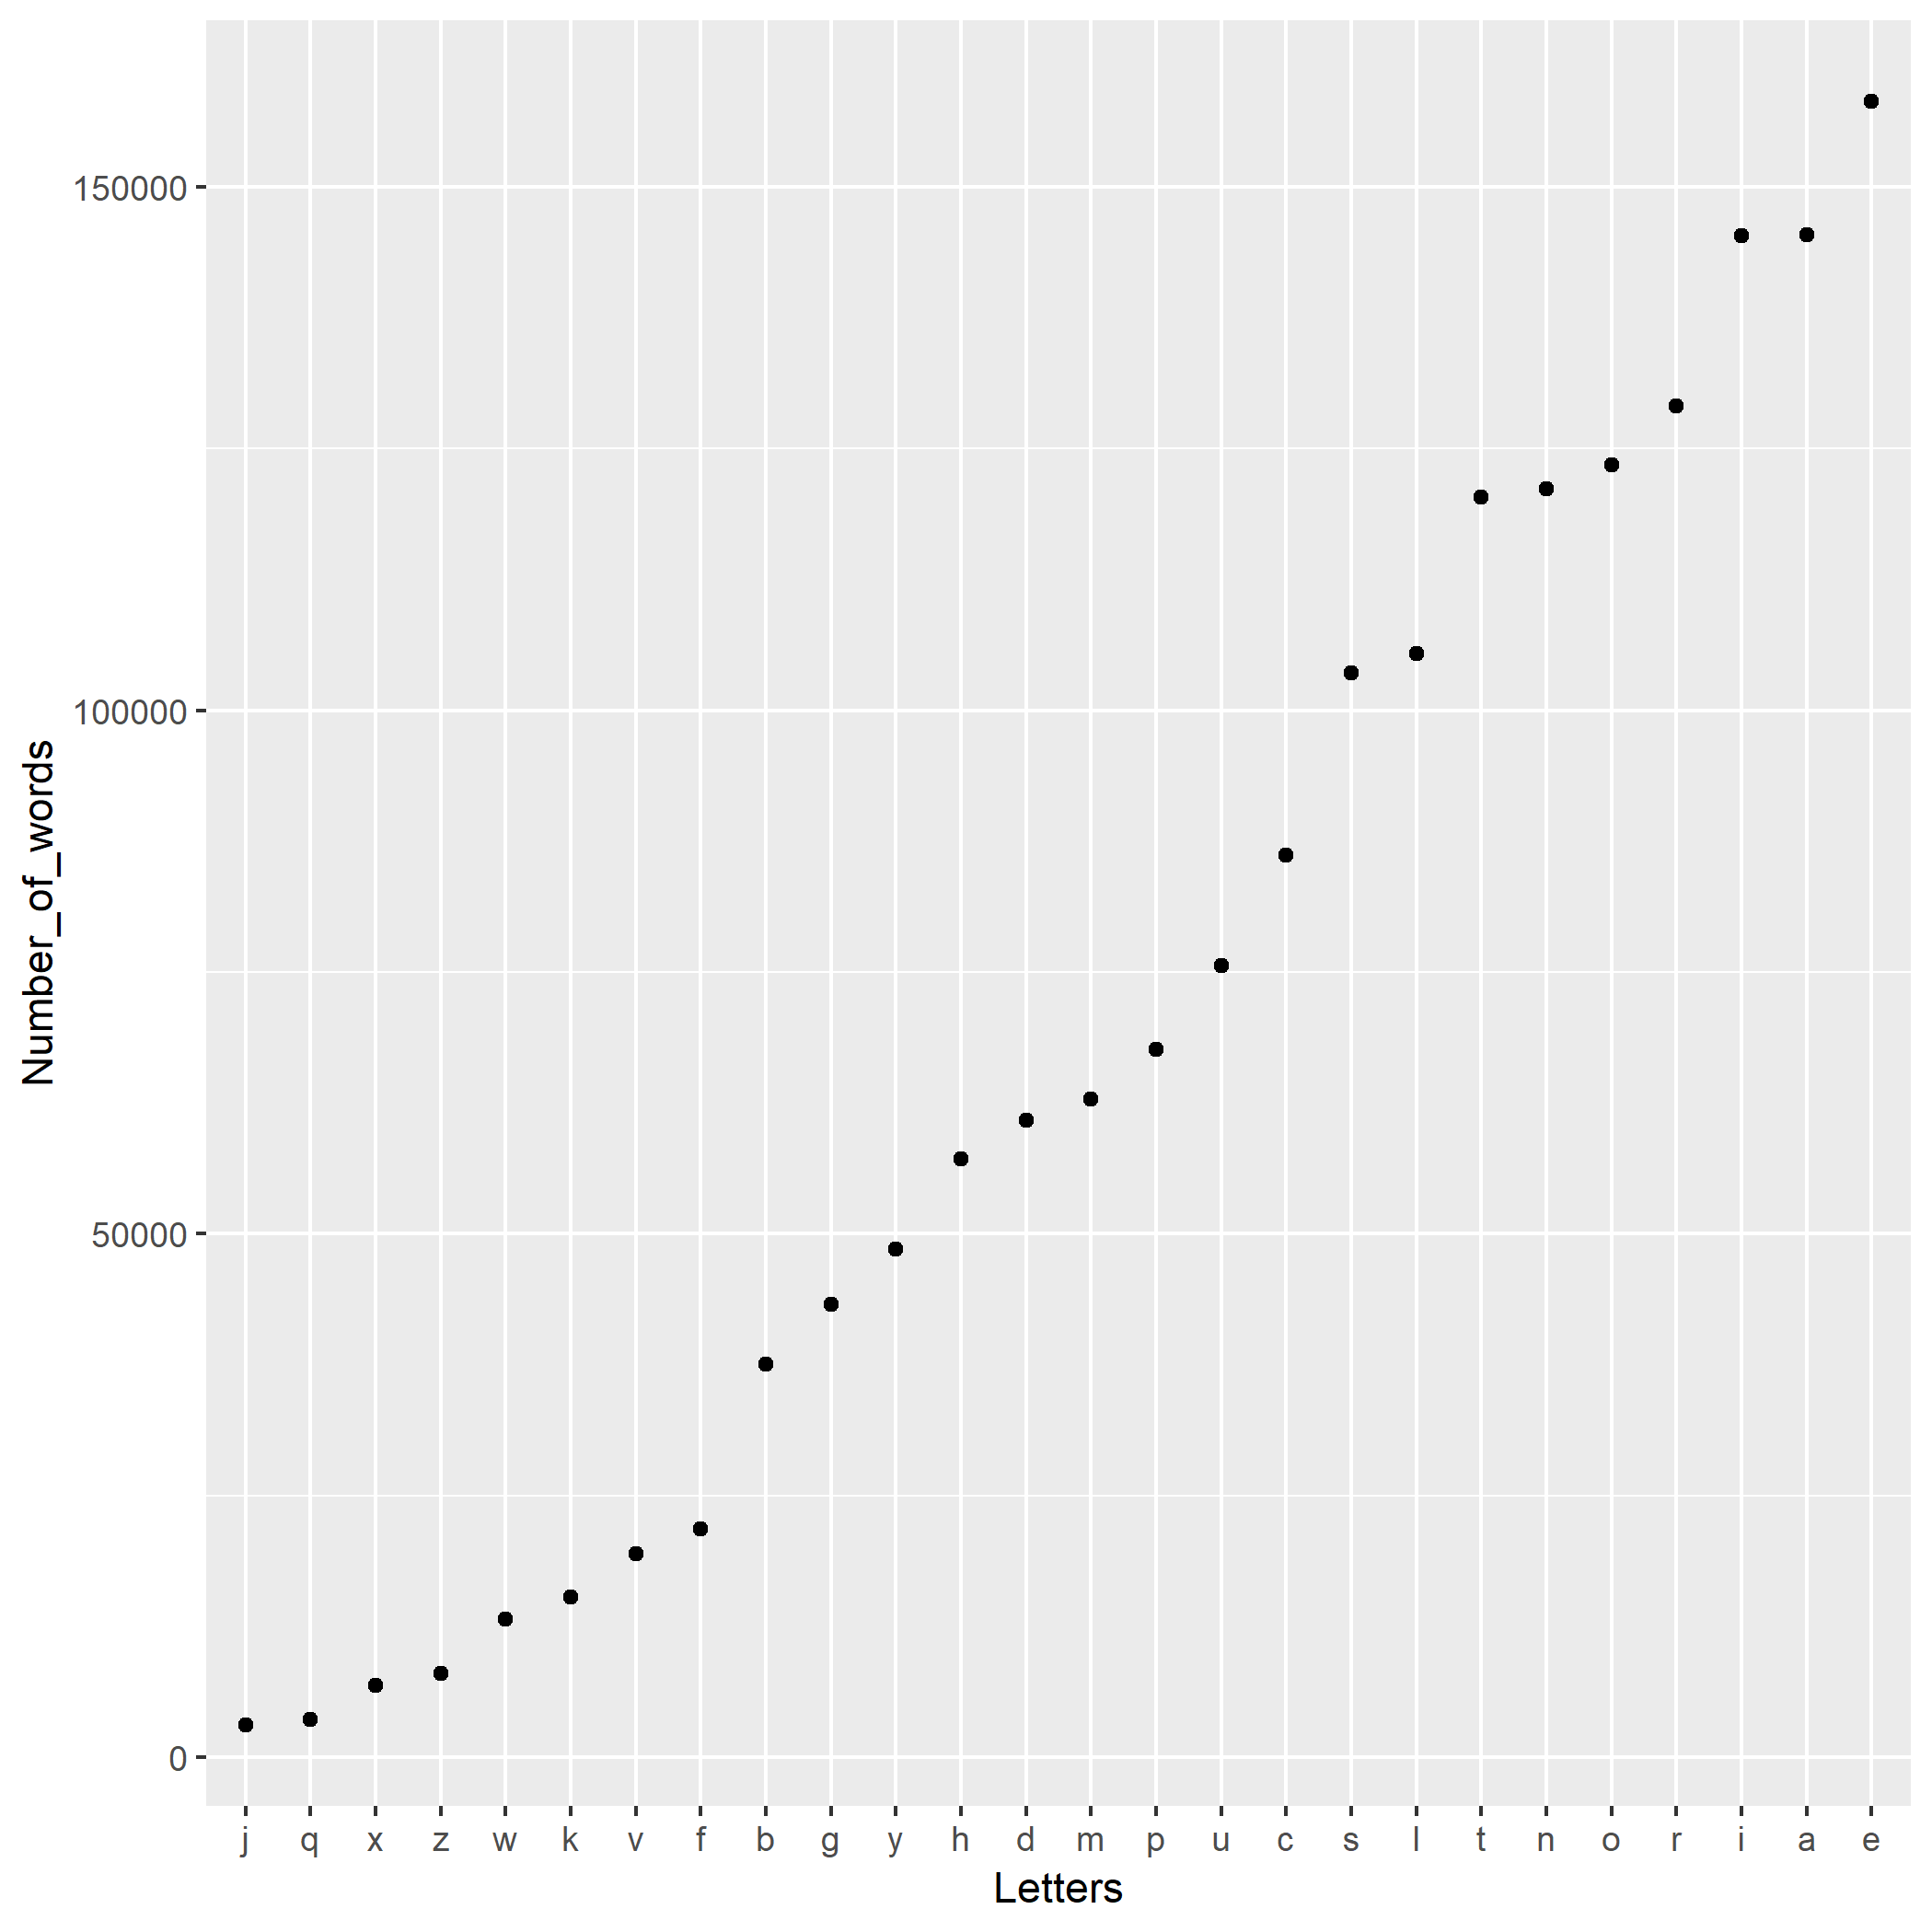 Number_of_words
150000
100000
50000
0
j q x z w k v f b g y h d m p u c s l t n o r i a e
Letters